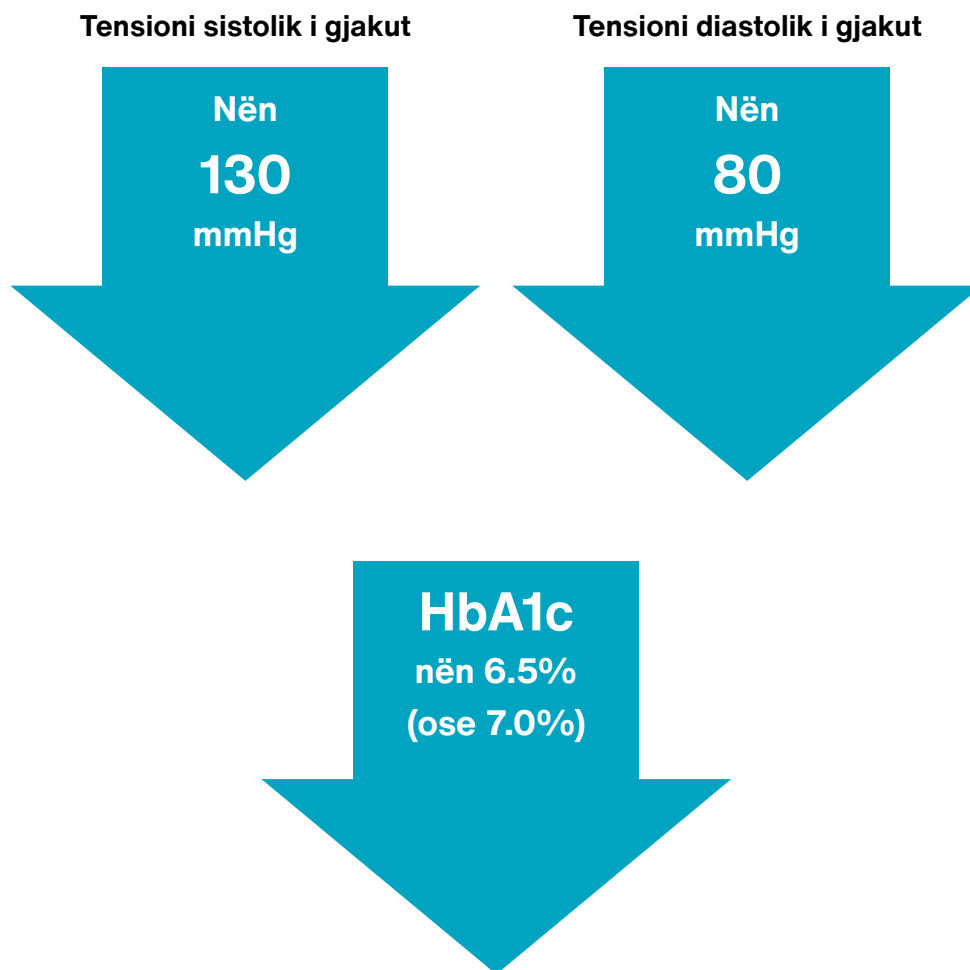 Tensioni sistolik i gjakut
Nën
130
mmHg
Tensioni diastolik i gjakut
Nën
80
mmHg
HbA1c
nën 6.5%
(ose 7.0%)